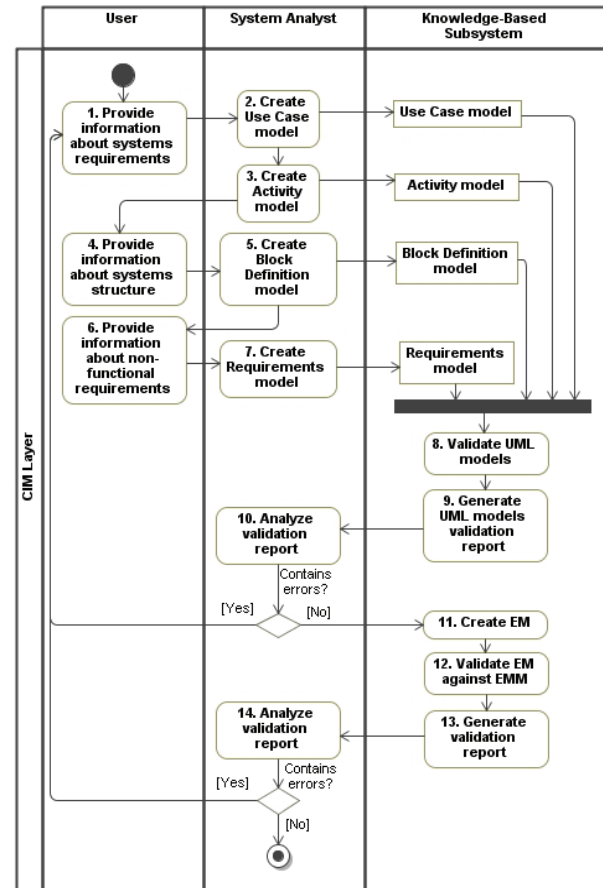 User
System Analyst
Knowledge-Based
Subsystem
CIM Layer
1. Provide
information
about systems
requirements
2. Create
Use Case
model
Use Case model
3. Create
Activity
model
Activity model
4. Provide
information
about systems
structure
5. Create
Block
Definition
model
Block Definition
model
6. Provide
information
about non-
functional
requirements
7. Create
Requirements
model
Requirements
model
8. Validate UML
models
9. Generate
UML models
validation
report
10. Analyze
validation
report
Contains
errors?
[Yes]
[No]
11. Create EM
12. Validate EM
against EMM
13. Generate
validation
report
14. Analyze
validation
report
Contains
errors?
[Yes]
[No]